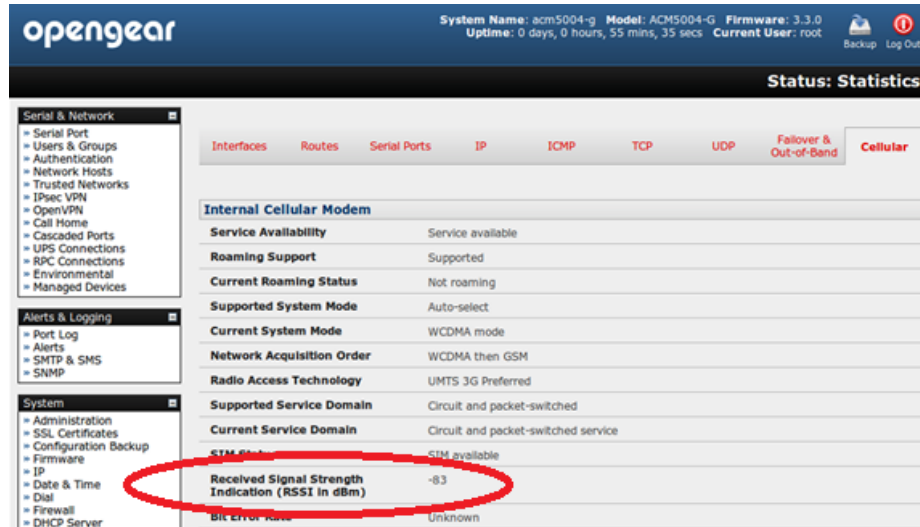 opengear
System Name: acm5004-g Model: ACM5004-G Firmware: 3.3.0
Uptime: 0 days, 0 hours, 55 mins, 35 secs Current User: root
Backup Log Out
Status: Statistics
Serial & Network
Serial Port
Users & Groups
Authentication
Network Hosts
Trusted Networks
IPsec VPN
OpenVPN
Call Home
Cascaded Ports
UPS Connections
RPC Connections
Environmental
Managed Devices
Alerts & Logging
Port Log
Alerts
SMTP & SMS
SNMP
System
Administration
SSL Certificates
Configuration Backup
Firmware
IP
Date & Time
Dial
Firewall
DHCP Server
Interfaces Routes Serial Ports IP ICMP TCP UDP Failover & Out-of-Band Cellular
Internal Cellular Modem
Service Availability Service available
Roaming Support Supported
Current Roaming Status Not roaming
Supported System Mode Auto-select
Current System Mode WCDMA mode
Network Acquisition Order WCDMA then GSM
Radio Access Technology UMTS 3G Preferred
Supported Service Domain Circuit and packet-switched
Current Service Domain Circuit and packet-switched service
SIM Status SIM available
Received Signal Strength -83
Indication (RSSI in dBm)
Bit Error Rate Unknown